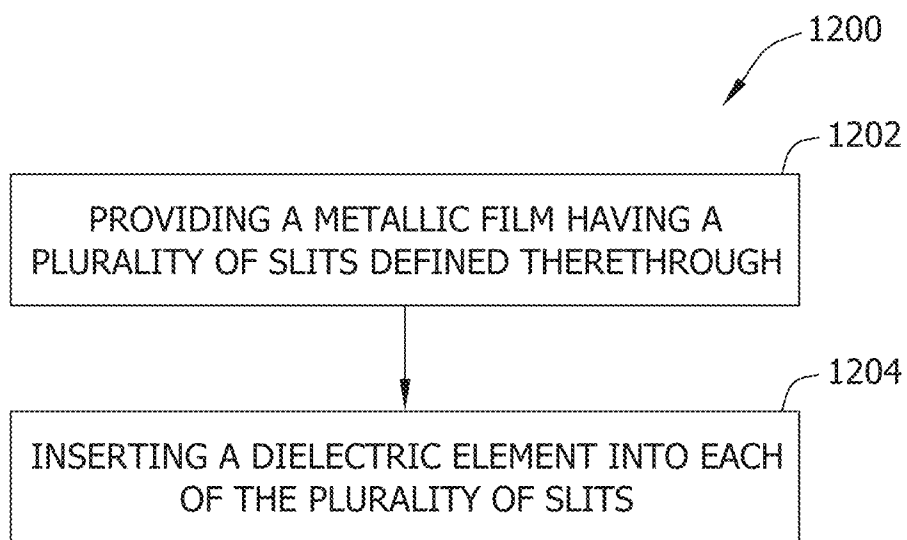 1200
1202
PROVIDING A METALLIC FILM HAVING A
PLURALITY OF SLITS DEFINED THERETHROUGH
1204
INSERTING A DIELECTRIC ELEMENT INTO EACH
OF THE PLURALITY OF SLITS